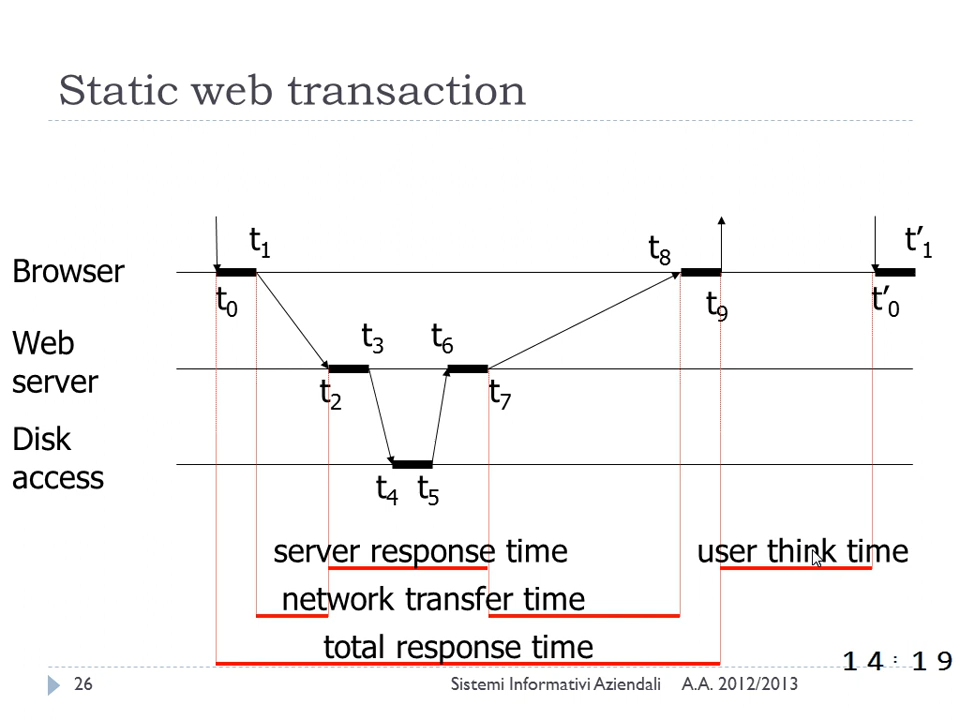 Static web transaction
t1
t8
t’1
Browser
t0
t9
t’0
Web
server
t3
t6
t2
t7
Disk
access
t4
t5
server response time
user think time
network transfer time
total response time
14:19
26
Sistemi Informativi Aziendali
A.A. 2012/2013